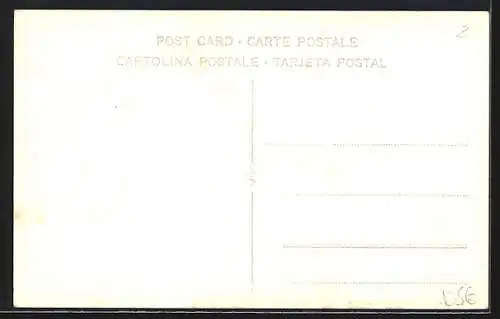 2
POST CARD · CARTE POSTALE
CARTOLINA POSTALE · TARJETA POSTAL